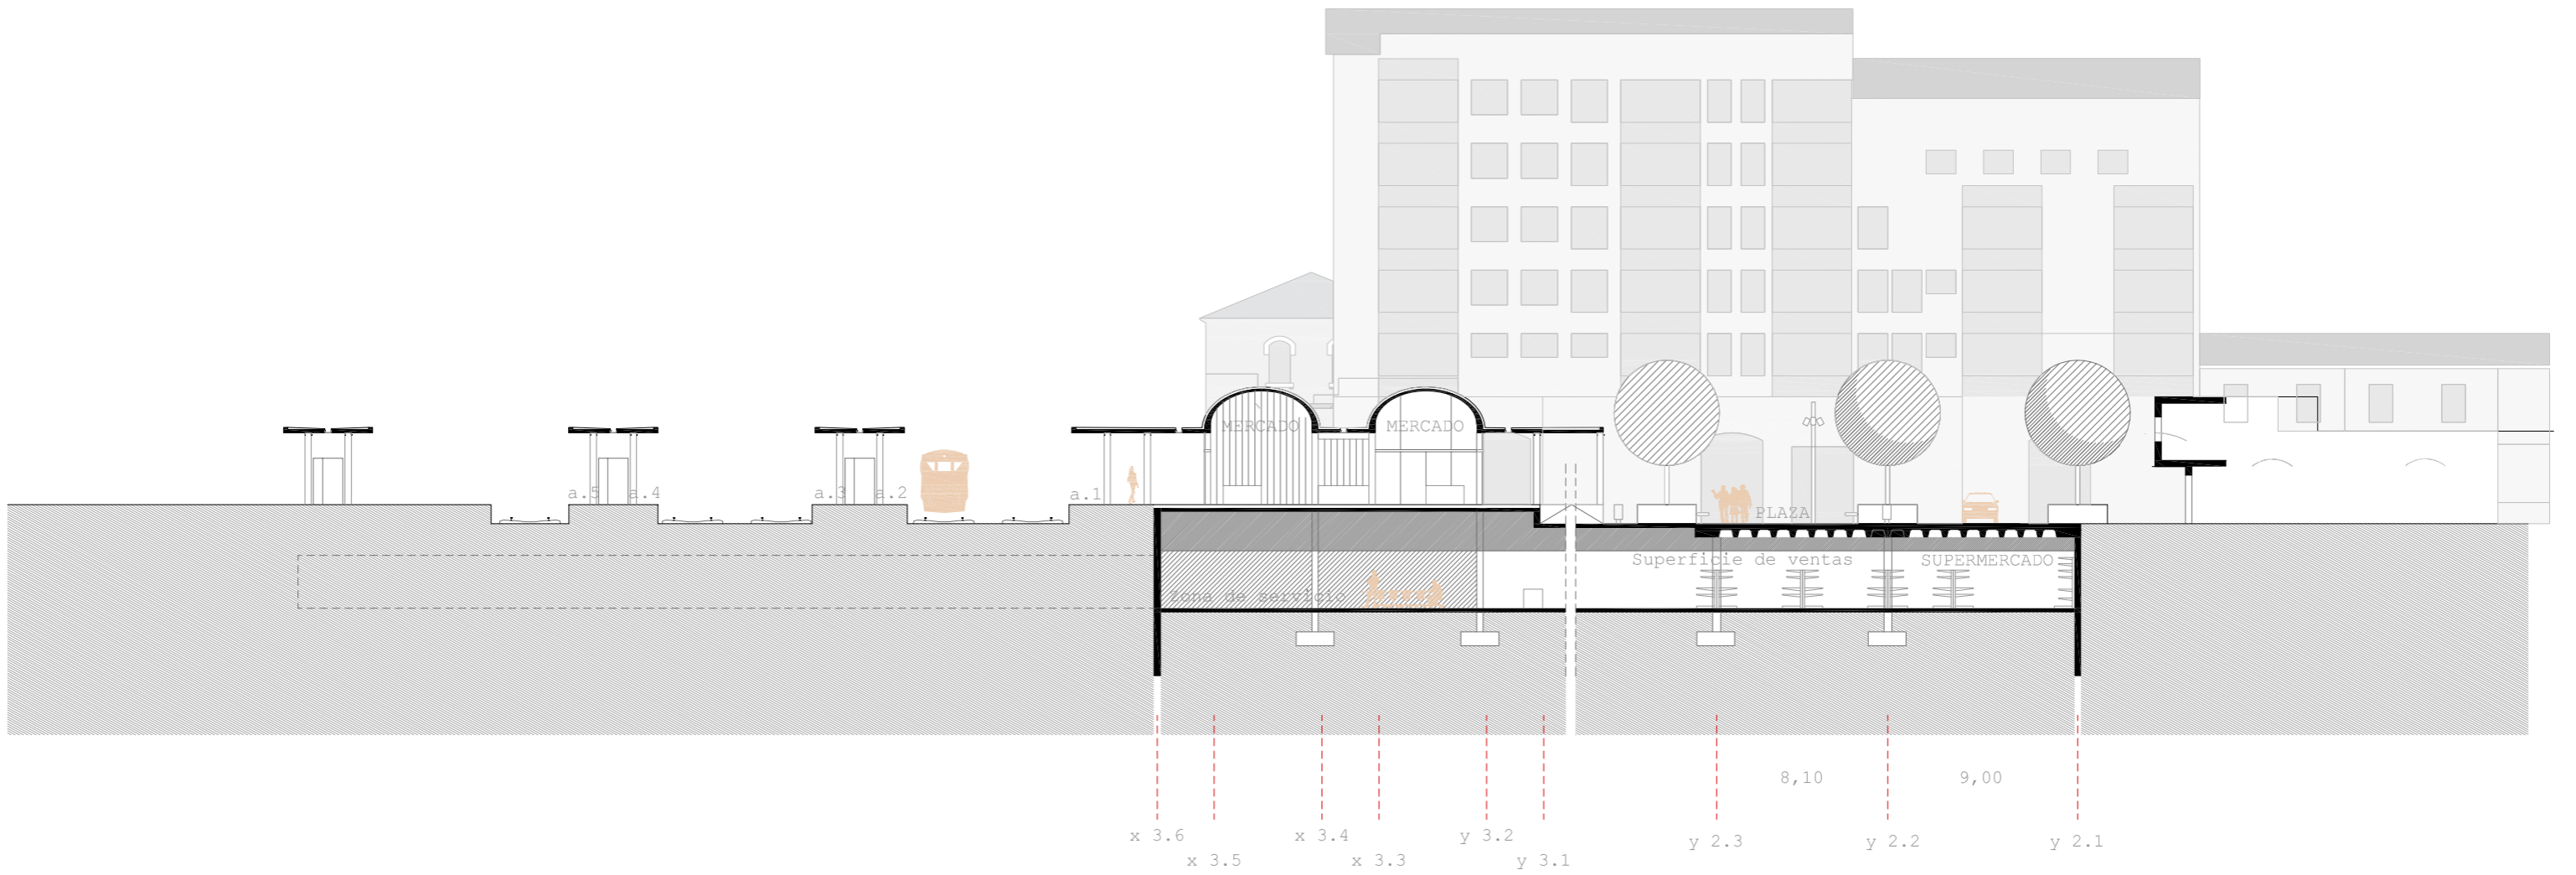 MERCADO MERCADO
a.5 a.4 a.3 a.2 a.1
PLAZA
Superficie de ventas SUPERMERCADO
Zona de servicio
8,10 9,00
x 3.6 x 3.4 y 3.2 y 2.3 y 2.2 y 2.1
x 3.5 x 3.3 y 3.1